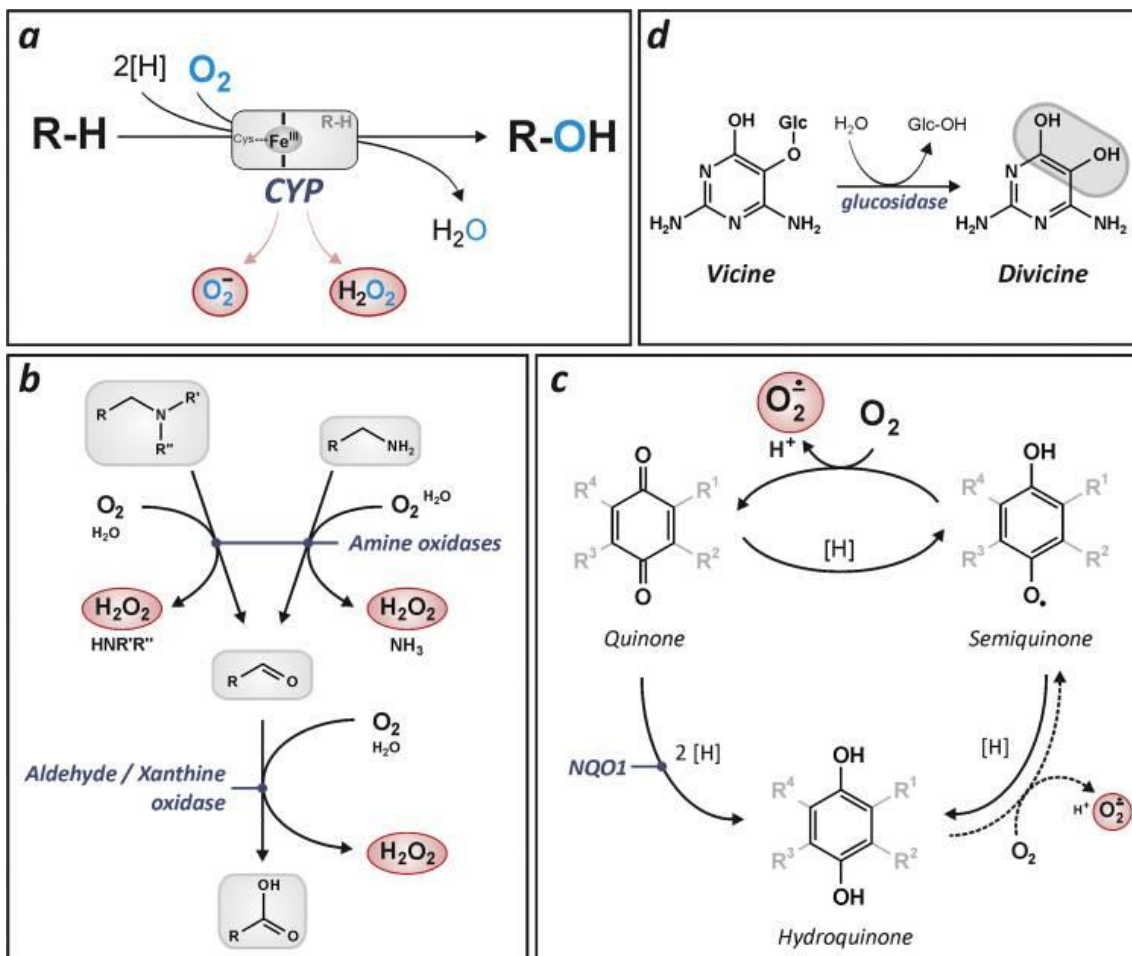 a
2[H]
O₂
R-H
R-H
Cys---Feᴵᴵᴵ
R-OH
CYP
H₂O
O₂⁻
H₂O₂
d
OH
Glc
O
N
N
H₂N
NH₂
Vicine
H₂O
Glc-OH
glucosidase
OH
OH
N
N
H₂N
NH₂
Divicine
b
R
N
R'
R"
R
NH₂
O₂
H₂O
O₂ H₂O
Amine oxidases
H₂O₂
HNR'R"
H₂O₂
NH₃
R
O
O₂
H₂O
Aldehyde / Xanthine
oxidase
H₂O₂
OH
R
O
c
O₂•⁻
H⁺
O₂
O
R⁴
R¹
R³
R²
O
Quinone
[H]
OH
R⁴
R¹
R³
R²
O•
Semiquinone
NQO1
2 [H]
[H]
OH
R⁴
R¹
R³
R²
OH
Hydroquinone
O₂
H⁺
O₂•⁻